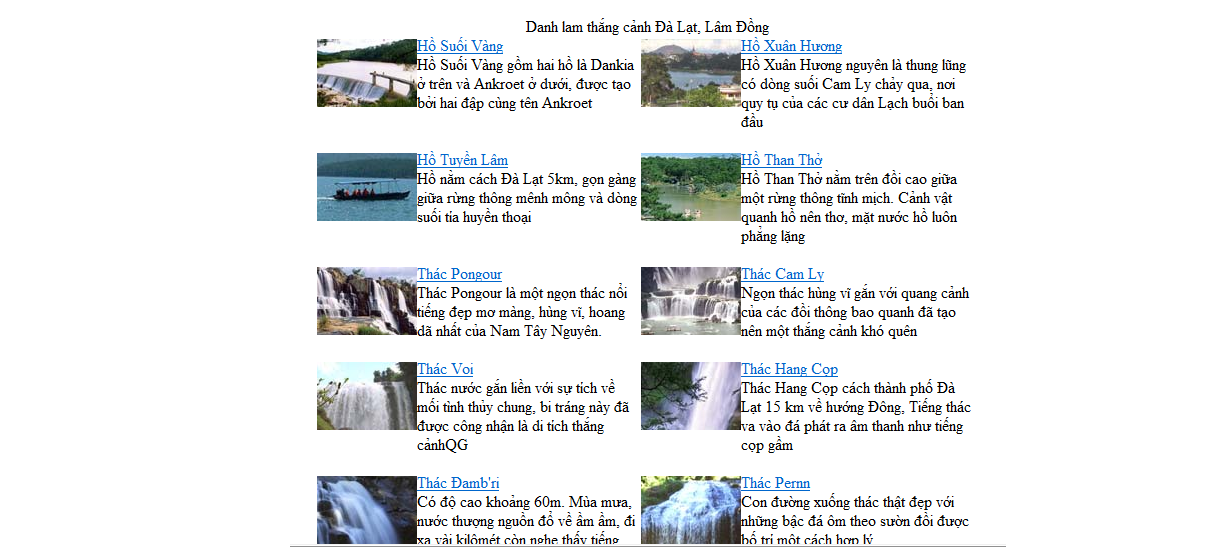 Danh lam thắng cảnh Đà Lạt, Lâm Đồng
Hồ Suối Vàng
Hồ Suối Vàng gồm hai hồ là Dankia
ở trên và Ankroet ở dưới, được tạo
bởi hai đập cùng tên Ankroet
Hồ Xuân Hương
Hồ Xuân Hương nguyên là thung lũng
có dòng suối Cam Ly chảy qua, nơi
quy tụ của các cư dân Lạch buổi ban
đầu
Hồ Tuyền Lâm
Hồ nằm cách Đà Lạt 5km, gọn gàng
giữa rừng thông mênh mông và dòng
suối tía huyền thoại
Hồ Than Thở
Hồ Than Thở nằm trên đồi cao giữa
một rừng thông tĩnh mịch. Cảnh vật
quanh hồ nên thơ, mặt nước hồ luôn
phẳng lặng
Thác Pongour
Thác Pongour là một ngọn thác nổi
tiếng đẹp mơ màng, hùng vĩ, hoang
dã nhất của Nam Tây Nguyên.
Thác Cam Ly
Ngọn thác hùng vĩ gắn với quang cảnh
của các đồi thông bao quanh đã tạo
nên một thắng cảnh khó quên
Thác Voi
Thác nước gắn liền với sự tích về
mối tình thủy chung, bi tráng này đã
được công nhận là di tích thắng
cảnhQG
Thác Hang Cọp
Thác Hang Cọp cách thành phố Đà
Lạt 15 km về hướng Đông, Tiếng thác
va vào đá phát ra âm thanh như tiếng
cọp gầm
Thác Đamb'ri
Có độ cao khoảng 60m. Mùa mưa,
nước thượng nguồn đổ về ầm ầm, đi
xa vài kilômét còn nghe thấy tiếng
Thác Pernn
Con đường xuống thác thật đẹp với
những bậc đá ôm theo sườn đồi được
bố trí một cách hợp lý